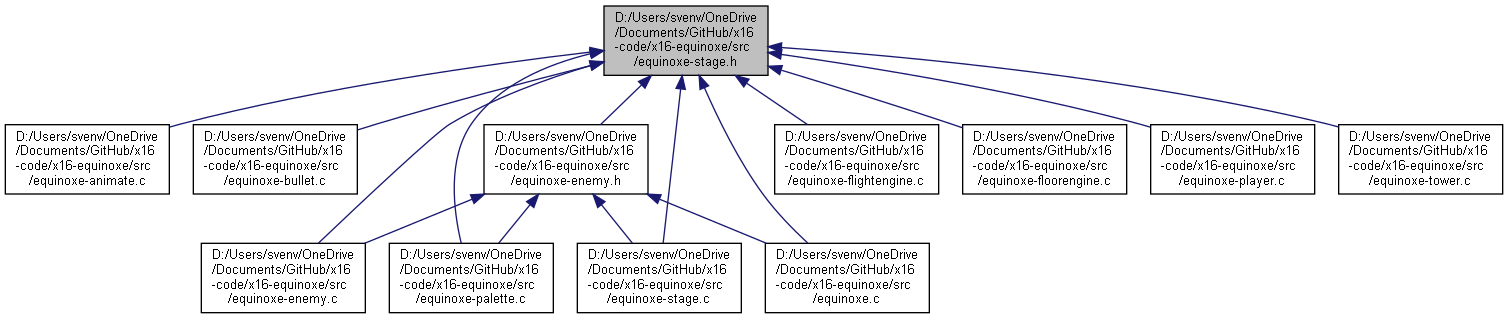 D:/Users/svenv/OneDrive
/Documents/GitHub/x16
-code/x16-equinoxe/src
/equinoxe-stage.h
D:/Users/svenv/OneDrive
/Documents/GitHub/x16
-code/x16-equinoxe/src
/equinoxe-animate.c
D:/Users/svenv/OneDrive
/Documents/GitHub/x16
-code/x16-equinoxe/src
/equinoxe-bullet.c
D:/Users/svenv/OneDrive
/Documents/GitHub/x16
-code/x16-equinoxe/src
/equinoxe-enemy.h
D:/Users/svenv/OneDrive
/Documents/GitHub/x16
-code/x16-equinoxe/src
/equinoxe-flightengine.c
D:/Users/svenv/OneDrive
/Documents/GitHub/x16
-code/x16-equinoxe/src
/equinoxe-floorengine.c
D:/Users/svenv/OneDrive
/Documents/GitHub/x16
-code/x16-equinoxe/src
/equinoxe-player.c
D:/Users/svenv/OneDrive
/Documents/GitHub/x16
-code/x16-equinoxe/src
/equinoxe-tower.c
D:/Users/svenv/OneDrive
/Documents/GitHub/x16
-code/x16-equinoxe/src
/equinoxe-enemy.c
D:/Users/svenv/OneDrive
/Documents/GitHub/x16
-code/x16-equinoxe/src
/equinoxe-palette.c
D:/Users/svenv/OneDrive
/Documents/GitHub/x16
-code/x16-equinoxe/src
/equinoxe-stage.c
D:/Users/svenv/OneDrive
/Documents/GitHub/x16
-code/x16-equinoxe/src
/equinoxe.c